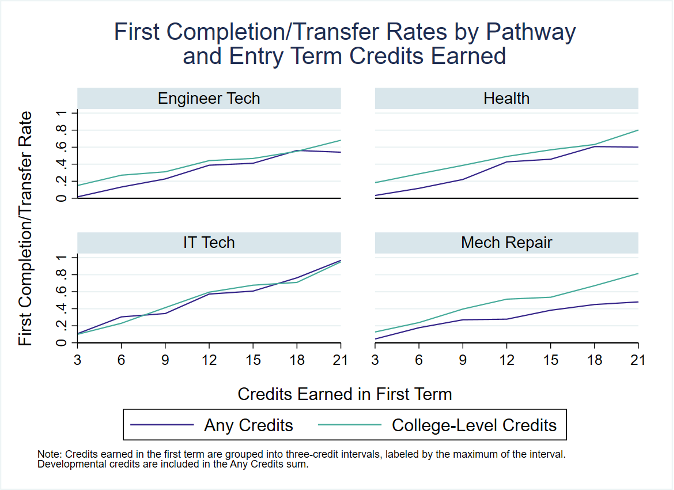 First Completion/Transfer Rates by Pathway
and Entry Term Credits Earned
First Completion/Transfer Rate
Engineer Tech
Health
1
.8
.6
.4
.2
0
IT Tech
Mech Repair
1
.8
.6
.4
.2
0
3 6 9 12 15 18 21 3 6 9 12 15 18 21
Credits Earned in First Term
Any Credits College-Level Credits
Note: Credits earned in the first term are grouped into three-credit intervals, labeled by the maximum of the interval.
Developmental credits are included in the Any Credits sum.